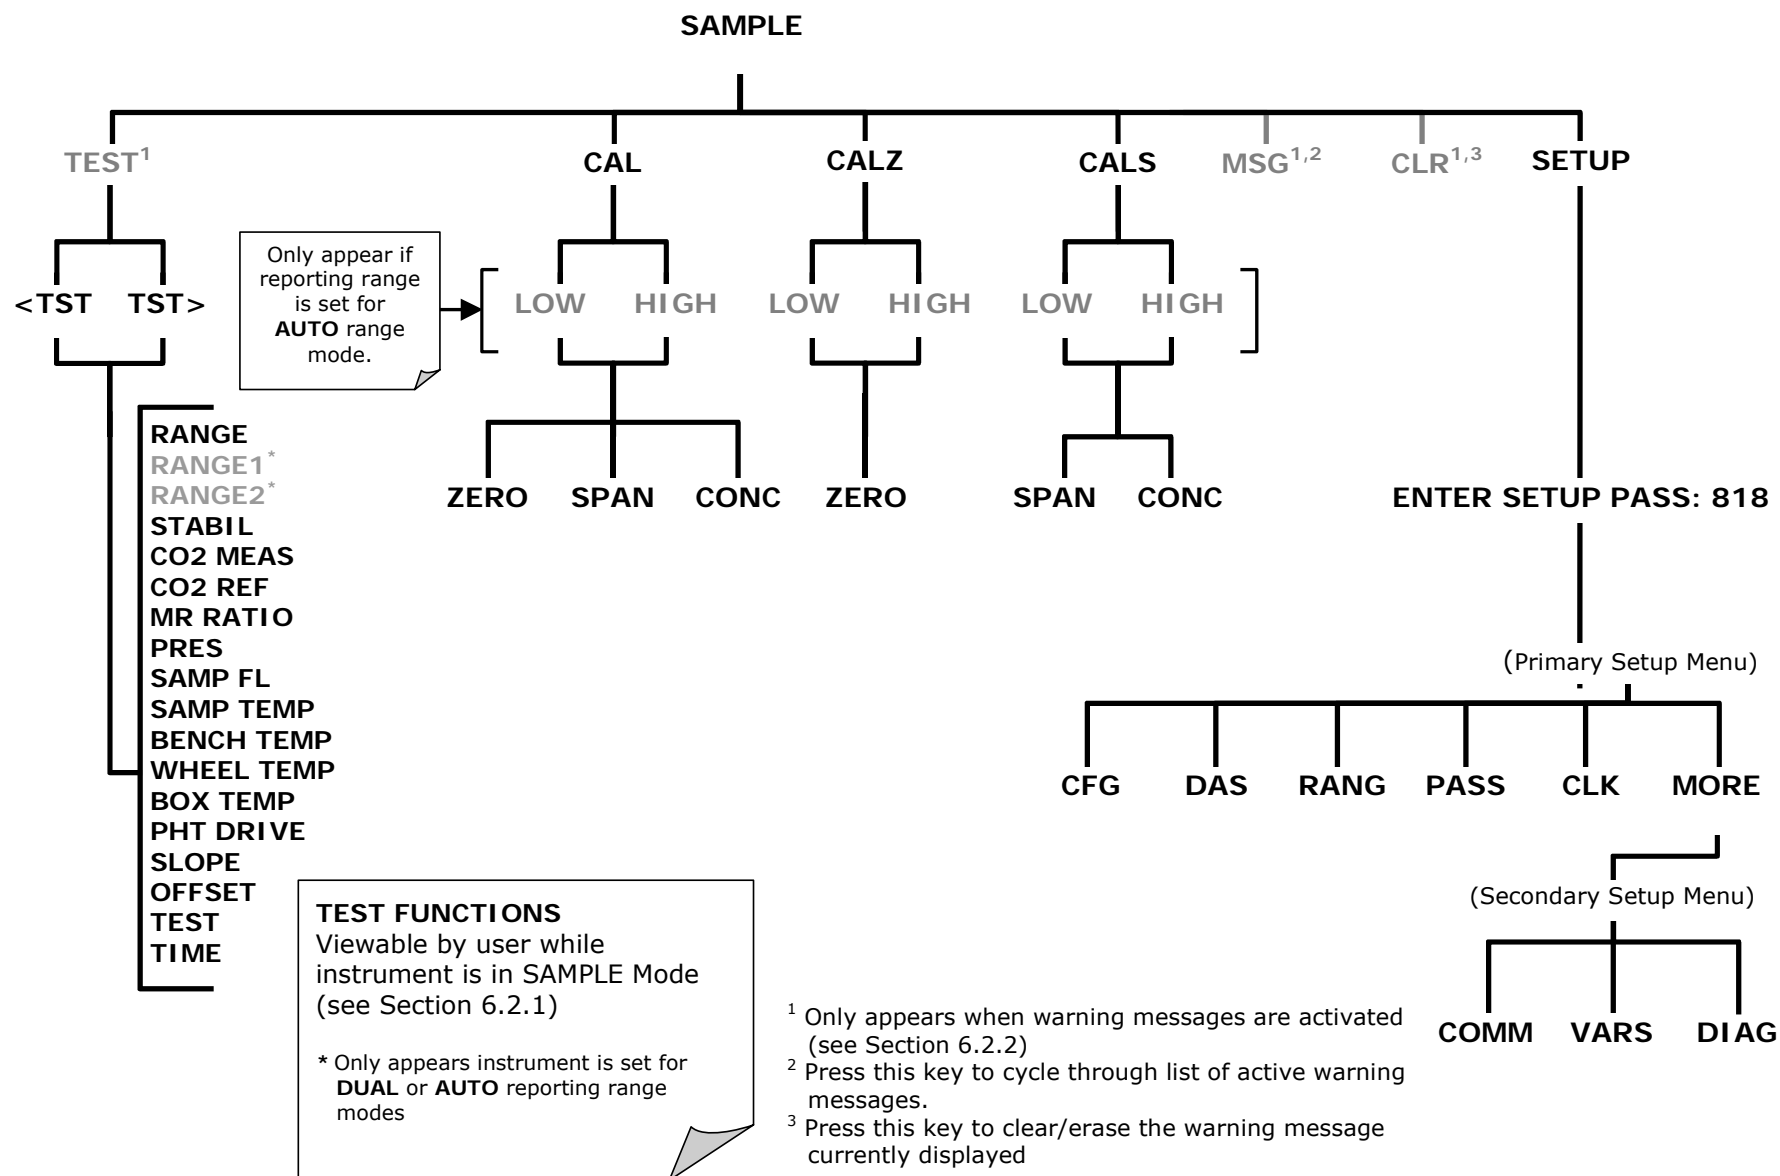 SAMPLE
TEST1 CAL CALZ CALS MSG1,2 CLR1,3 SETUP
Only appear if
reporting range
is set for
AUTO range
mode.
<TST TST> LOW HIGH LOW HIGH LOW HIGH
RANGE
RANGE1*
RANGE2*
STABIL
CO2 MEAS
CO2 REF
MR RATIO
PRES
SAMP FL
SAMP TEMP
BENCH TEMP
WHEEL TEMP
BOX TEMP
PHT DRIVE
SLOPE
OFFSET
TEST
TIME
ZERO SPAN CONC ZERO SPAN CONC ENTER SETUP PASS: 818
(Primary Setup Menu)
CFG DAS RANG PASS CLK MORE
(Secondary Setup Menu)
COMM VARS DIAG
TEST FUNCTIONS
Viewable by user while
instrument is in SAMPLE Mode
(see Section 6.2.1)
* Only appears instrument is set for
DUAL or AUTO reporting range
modes
1 Only appears when warning messages are activated
(see Section 6.2.2)
2 Press this key to cycle through list of active warning
messages.
3 Press this key to clear/erase the warning message
currently displayed